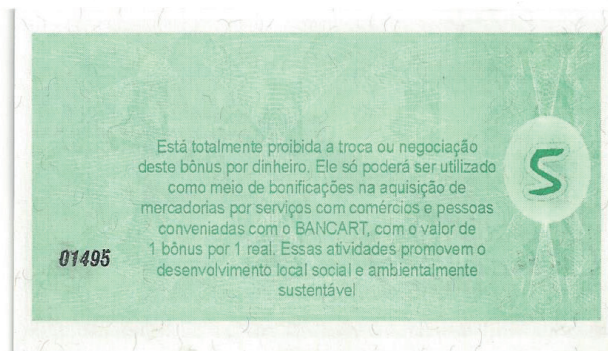 Está totalmente proibida a troca ou negociação
deste bônus por dinheiro. Ele só poderá ser utilizado
como meio de bonificações na aquisição de
mercadorias por serviços com comércios e pessoas
conveniadas com o BANCART, com o valor de
1 bônus por 1 real. Essas atividades promovem o
desenvolvimento local social e ambientalmente
sustentável
01495
S